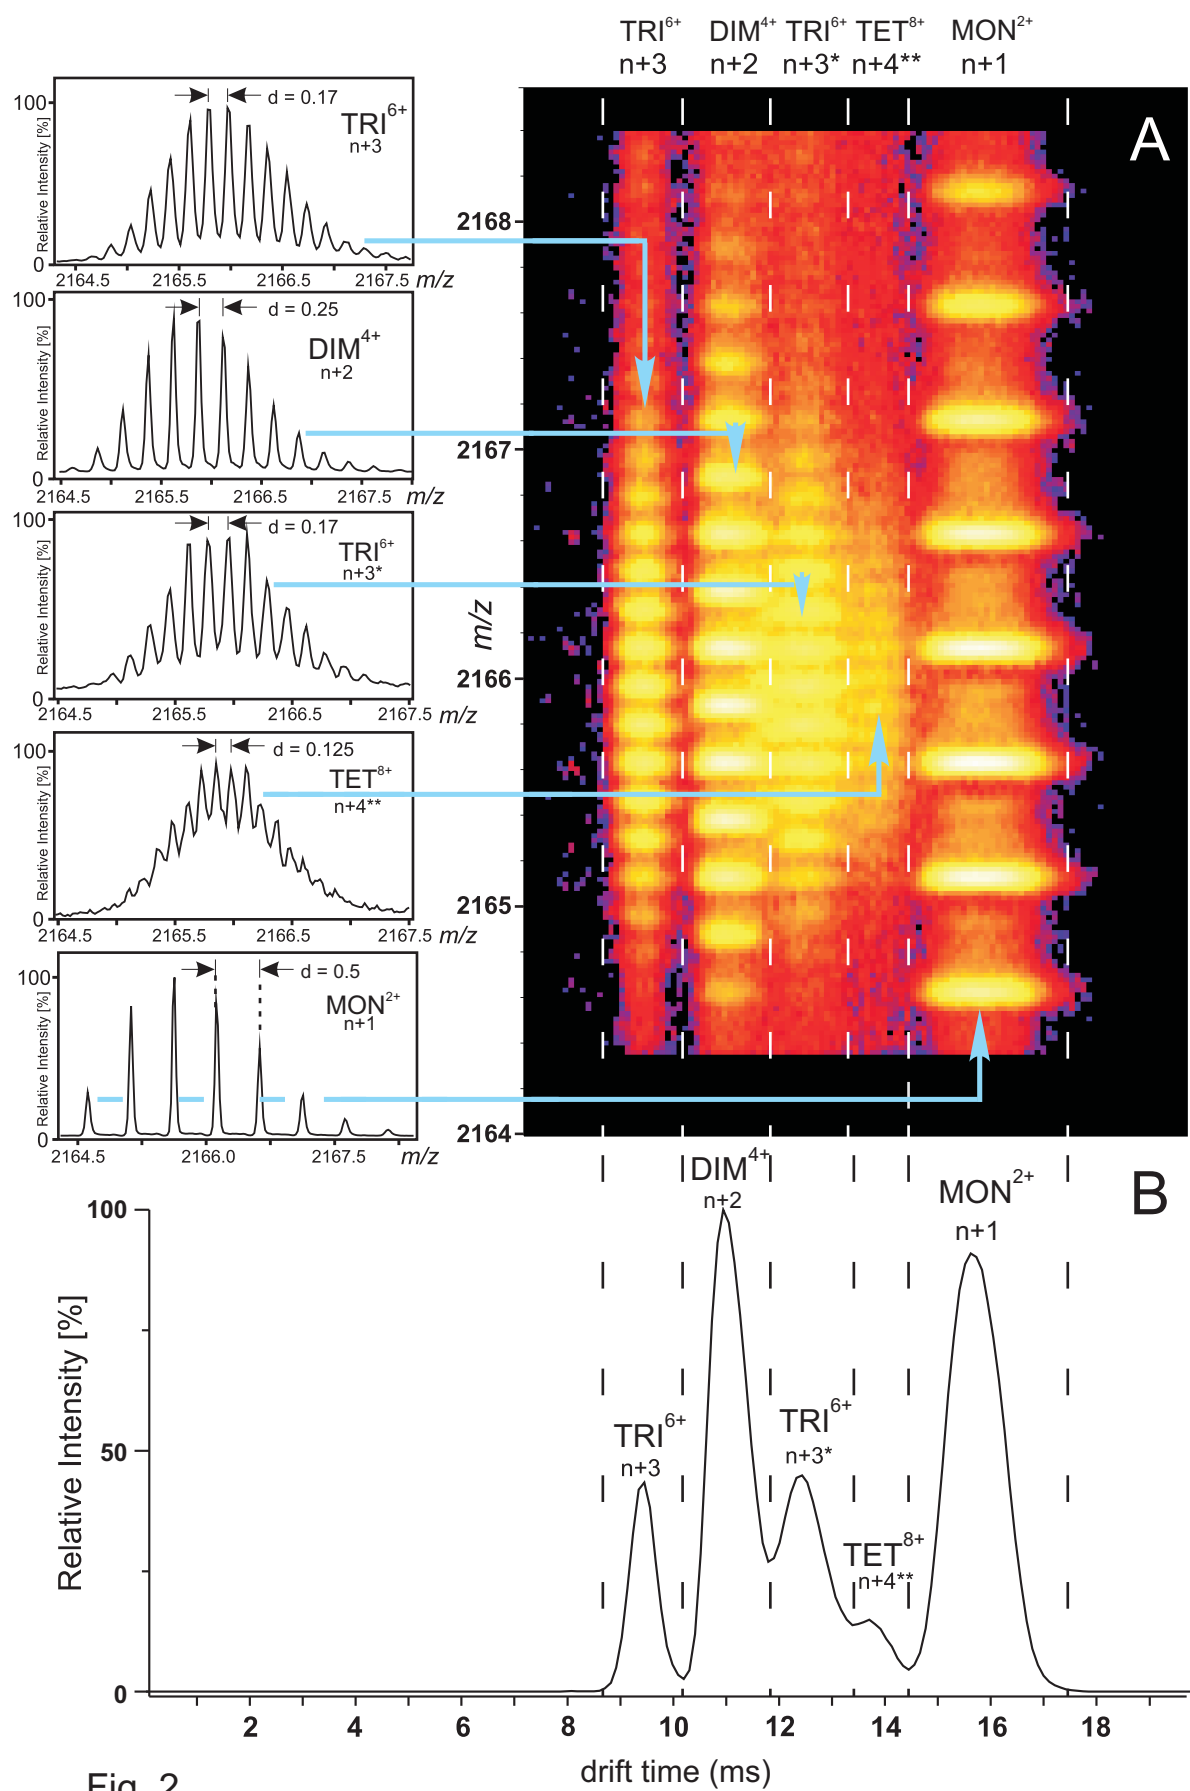 TRI6+ DIM4+ TRI6+ TET8+ MON2+
n+3 n+2 n+3* n+4** n+1
A
100
d = 0.17
TRI6+
n+3
Relative Intensity [%]
0
2164.5 2165.5 2166.5 2167.5 m/z
100
d = 0.25
DIM4+
n+2
Relative Intensity [%]
0
2164.5 2165.5 2166.5 2167.5 m/z
100
d = 0.17
TRI6+
n+3*
Relative Intensity [%]
0
2164.5 2165.5 2166.5 2167.5 m/z
100
d = 0.125
TET8+
n+4**
Relative Intensity [%]
0
2164.5 2165.5 2166.5 2167.5 m/z
100
d = 0.5
MON2+
n+1
Relative Intensity [%]
0
2164.5 2166.0 2167.5 m/z
2168
2167
m/z
2166
2165
2164
B
DIM4+
n+2
MON2+
n+1
TRI6+
n+3
TRI6+
n+3*
TET8+
n+4**
100
50
0
Relative Intensity [%]
2 4 6 8 10 12 14 16 18
drift time (ms)
Fig. 2